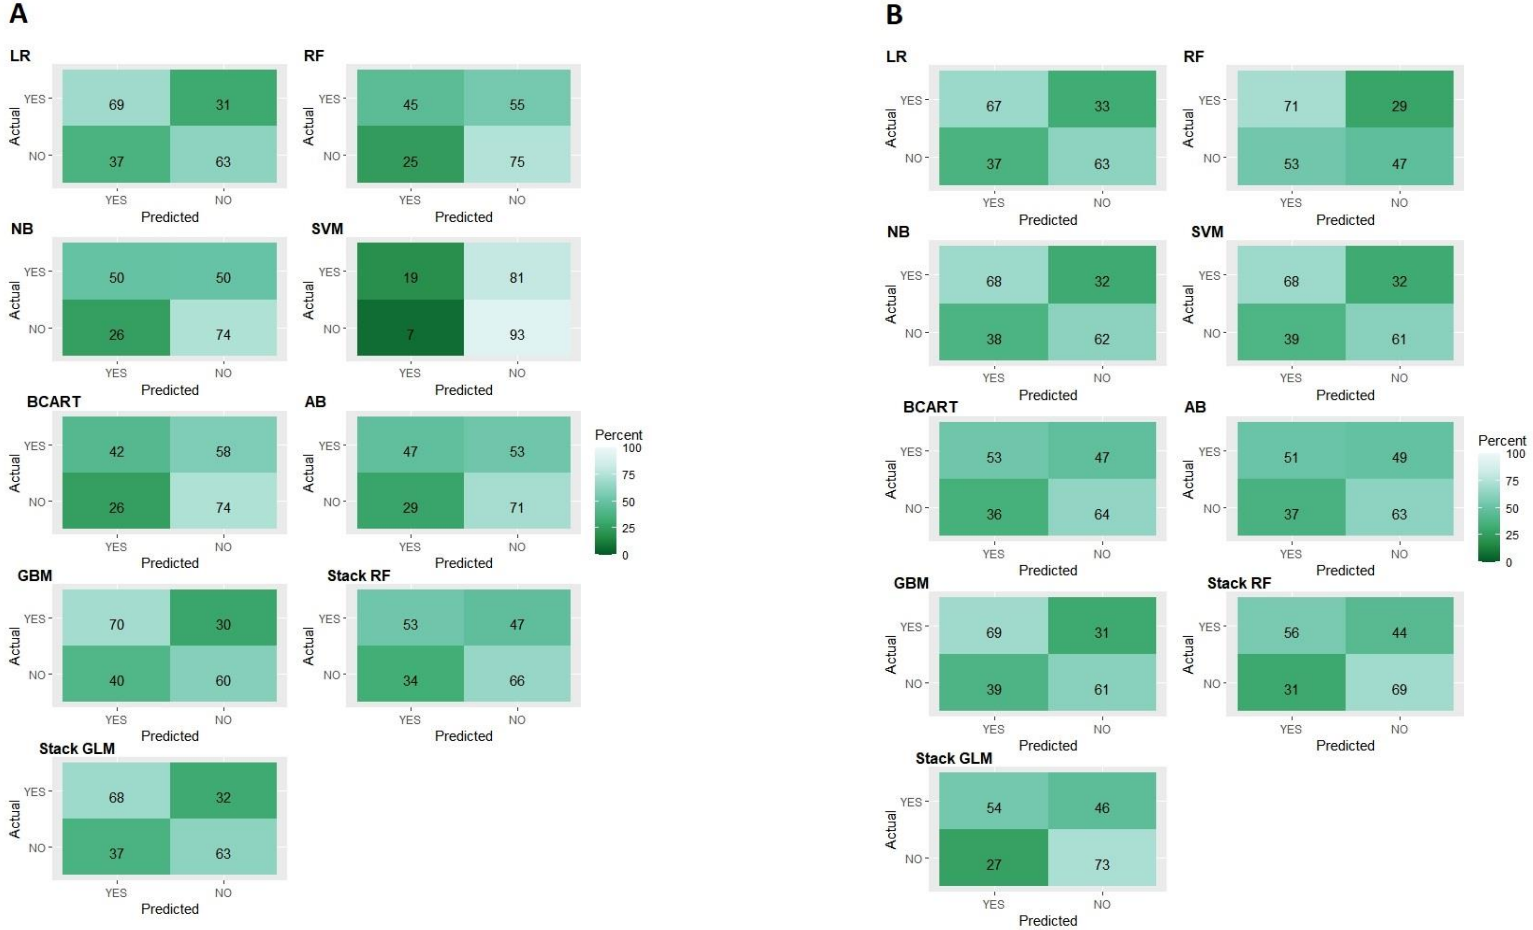 A
LR
RF
Actual
YES
69
31
NO
37
63
YES
NO
Predicted
Actual
YES
45
55
NO
25
75
YES
NO
Predicted
NB
SVM
Actual
YES
50
50
NO
26
74
YES
NO
Predicted
Actual
YES
19
81
NO
7
93
YES
NO
Predicted
BCART
AB
Actual
YES
42
58
NO
26
74
YES
NO
Predicted
Actual
YES
47
53
NO
29
71
YES
NO
Predicted
Percent
100
75
50
25
0
GBM
Stack RF
Actual
YES
70
30
NO
40
60
YES
NO
Predicted
Actual
YES
53
47
NO
34
66
YES
NO
Predicted
Stack GLM
Actual
YES
68
32
NO
37
63
YES
NO
Predicted
B
LR
RF
Actual
YES
67
33
NO
37
63
YES
NO
Predicted
Actual
YES
71
29
NO
53
47
YES
NO
Predicted
NB
SVM
Actual
YES
68
32
NO
38
62
YES
NO
Predicted
Actual
YES
68
32
NO
39
61
YES
NO
Predicted
BCART
AB
Actual
YES
53
47
NO
36
64
YES
NO
Predicted
Actual
YES
51
49
NO
37
63
YES
NO
Predicted
Percent
100
75
50
25
0
GBM
Stack RF
Actual
YES
69
31
NO
39
61
YES
NO
Predicted
Actual
YES
56
44
NO
31
69
YES
NO
Predicted
Stack GLM
Actual
YES
54
46
NO
27
73
YES
NO
Predicted